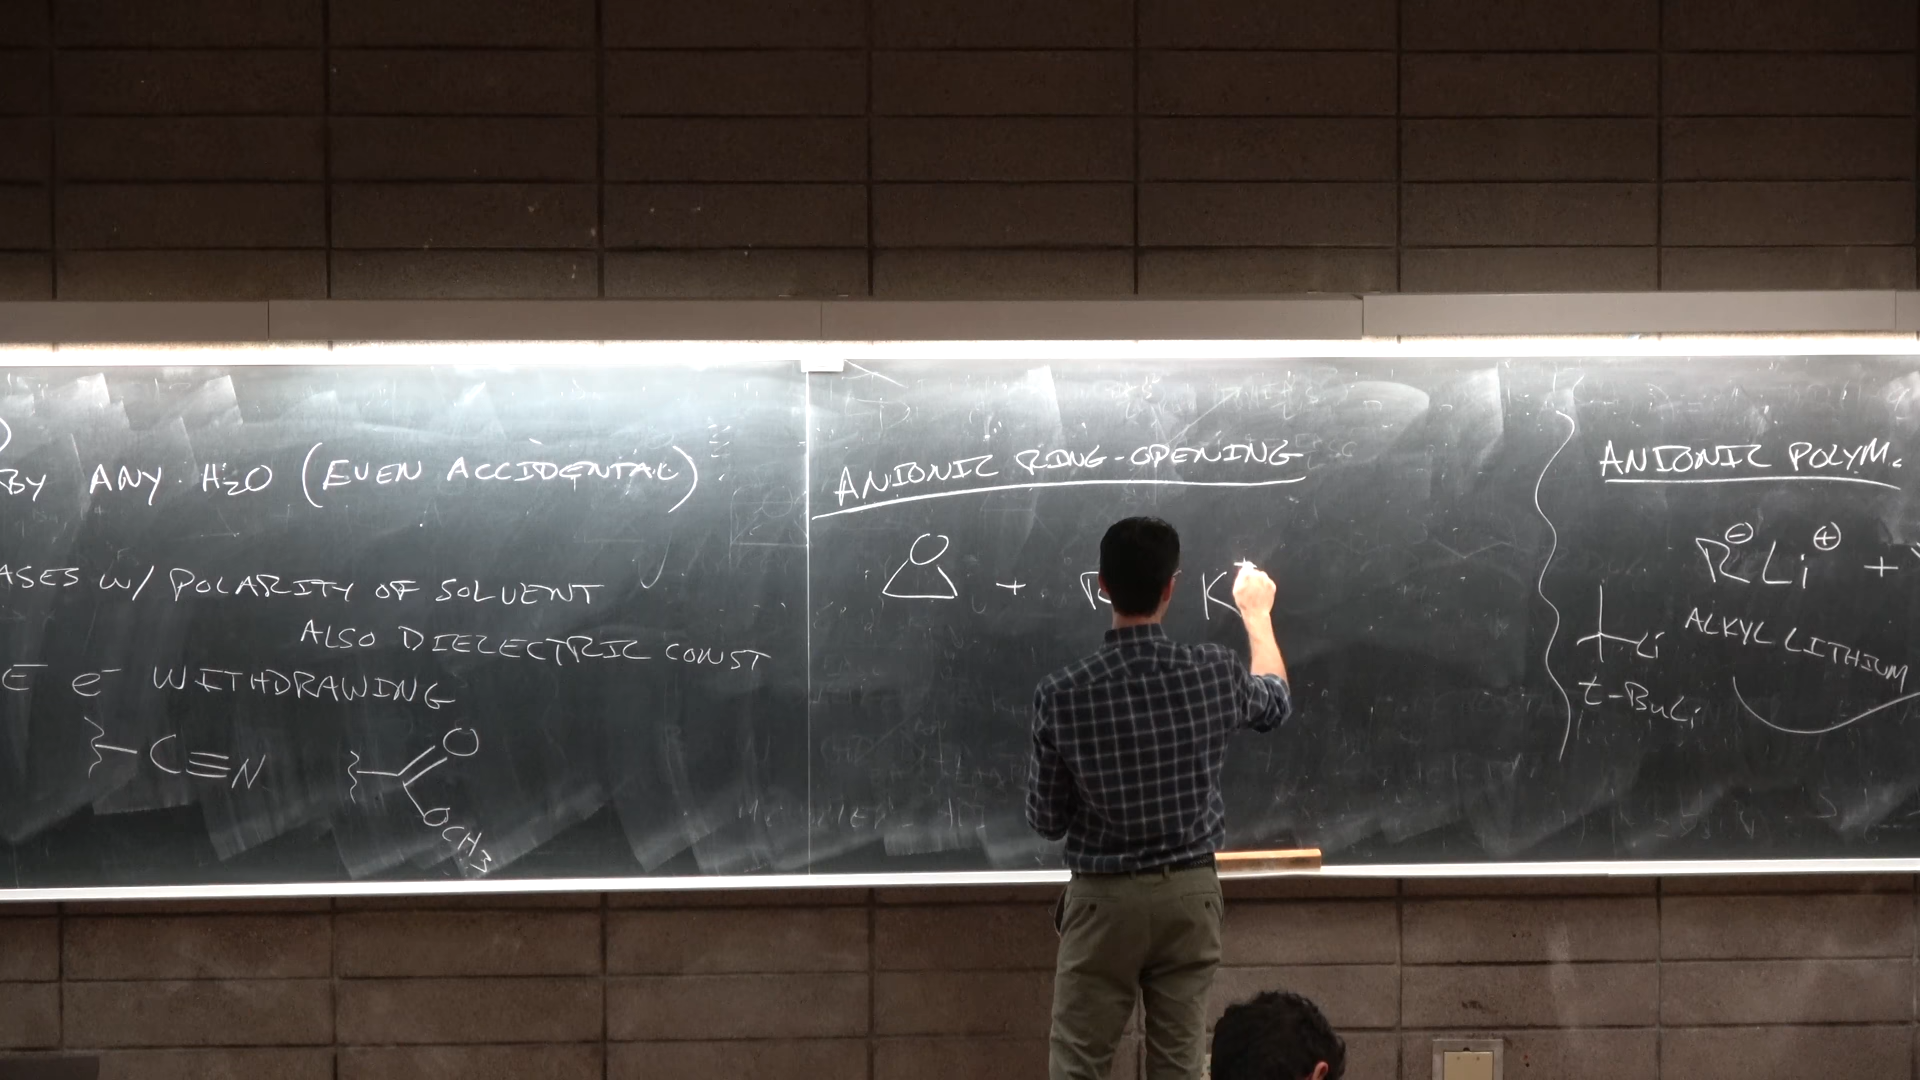 BY ANY H2O (EVEN ACCIDENTAL)
W/ POLARITY OF SOLVENT
ALSO DIELECTRIC CONST
e- WITHDRAWING
C≡N
O
OCH3
ANIONIC RING-OPENING
O
+ R K+
ANIONIC POLYM.
R⊖ Li⊕ +
Li
ALKYL LITHIUM
t-BuLi